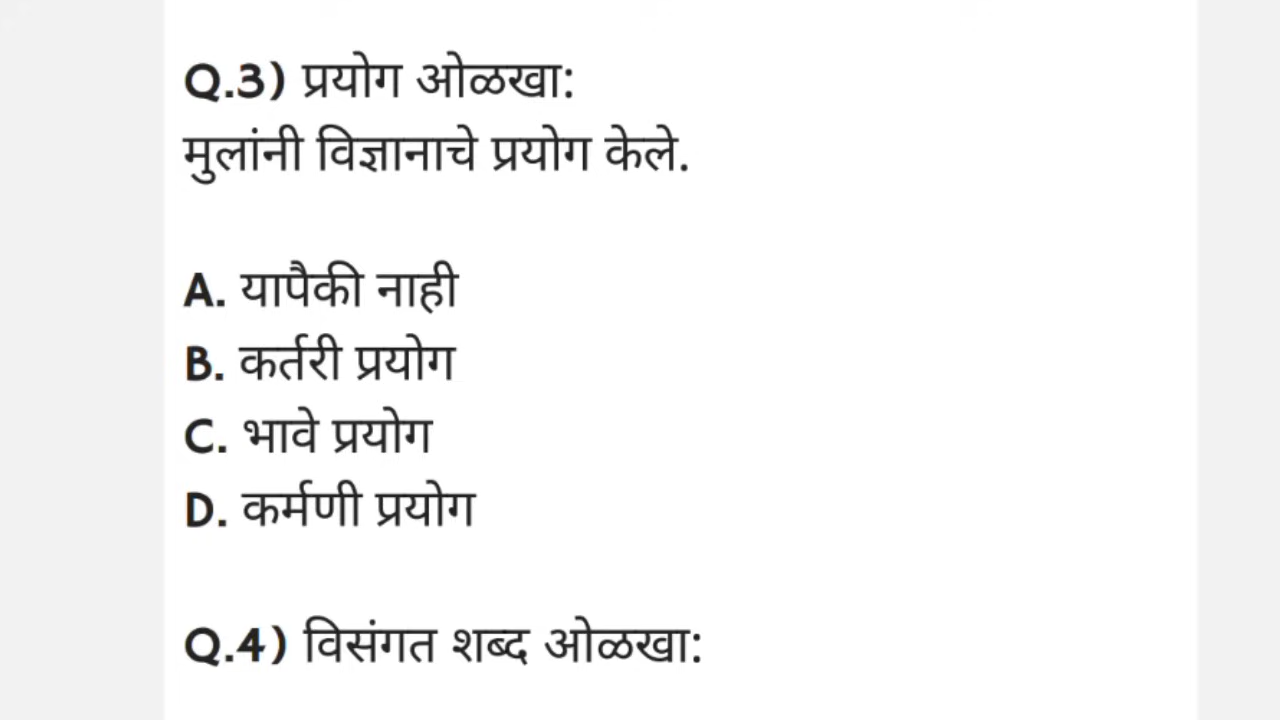 Q.3) प्रयोग ओळखा:
मुलांनी विज्ञानाचे प्रयोग केले.
A. यापैकी नाही
B. कर्तरी प्रयोग
C. भावे प्रयोग
D. कर्मणी प्रयोग
Q.4) विसंगत शब्द ओळखा: